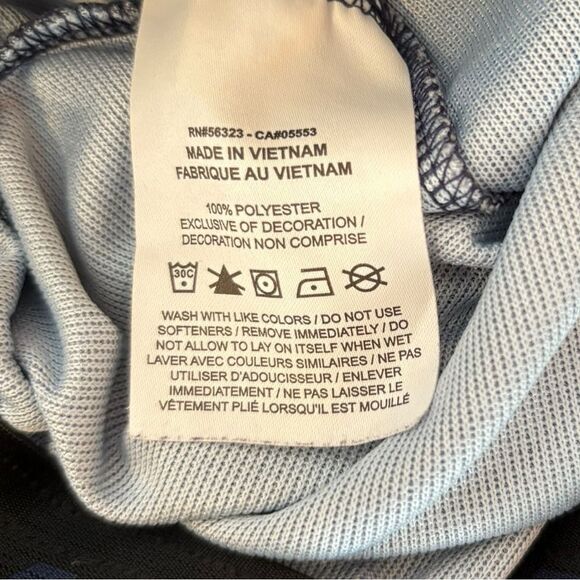 RN#56323 - CA#05553
MADE IN VIETNAM
FABRIQUE AU VIETNAM
100% POLYESTER
EXCLUSIVE OF DECORATION /
DECORATION NON COMPRISE
30C
WASH WITH LIKE COLORS / DO NOT USE
SOFTENERS / REMOVE IMMEDIATELY / DO
NOT ALLOW TO LAY ON ITSELF WHEN WET
LAVER AVEC COULEURS SIMILAIRES / NE PAS
UTILISER D'ADOUCISSEUR / ENLEVER
IMMEDIATEMENT / NE PAS LAISSER LE
VÊTEMENT PLIÉ LORSQU'IL EST MOUILLÉ